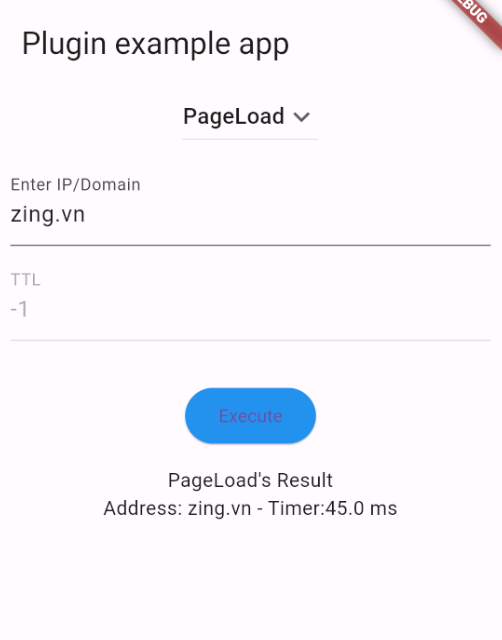 Plugin example app
PageLoad
Enter IP/Domain
zing.vn
TTL
-1
Execute
PageLoad's Result
Address: zing.vn - Timer:45.0 ms